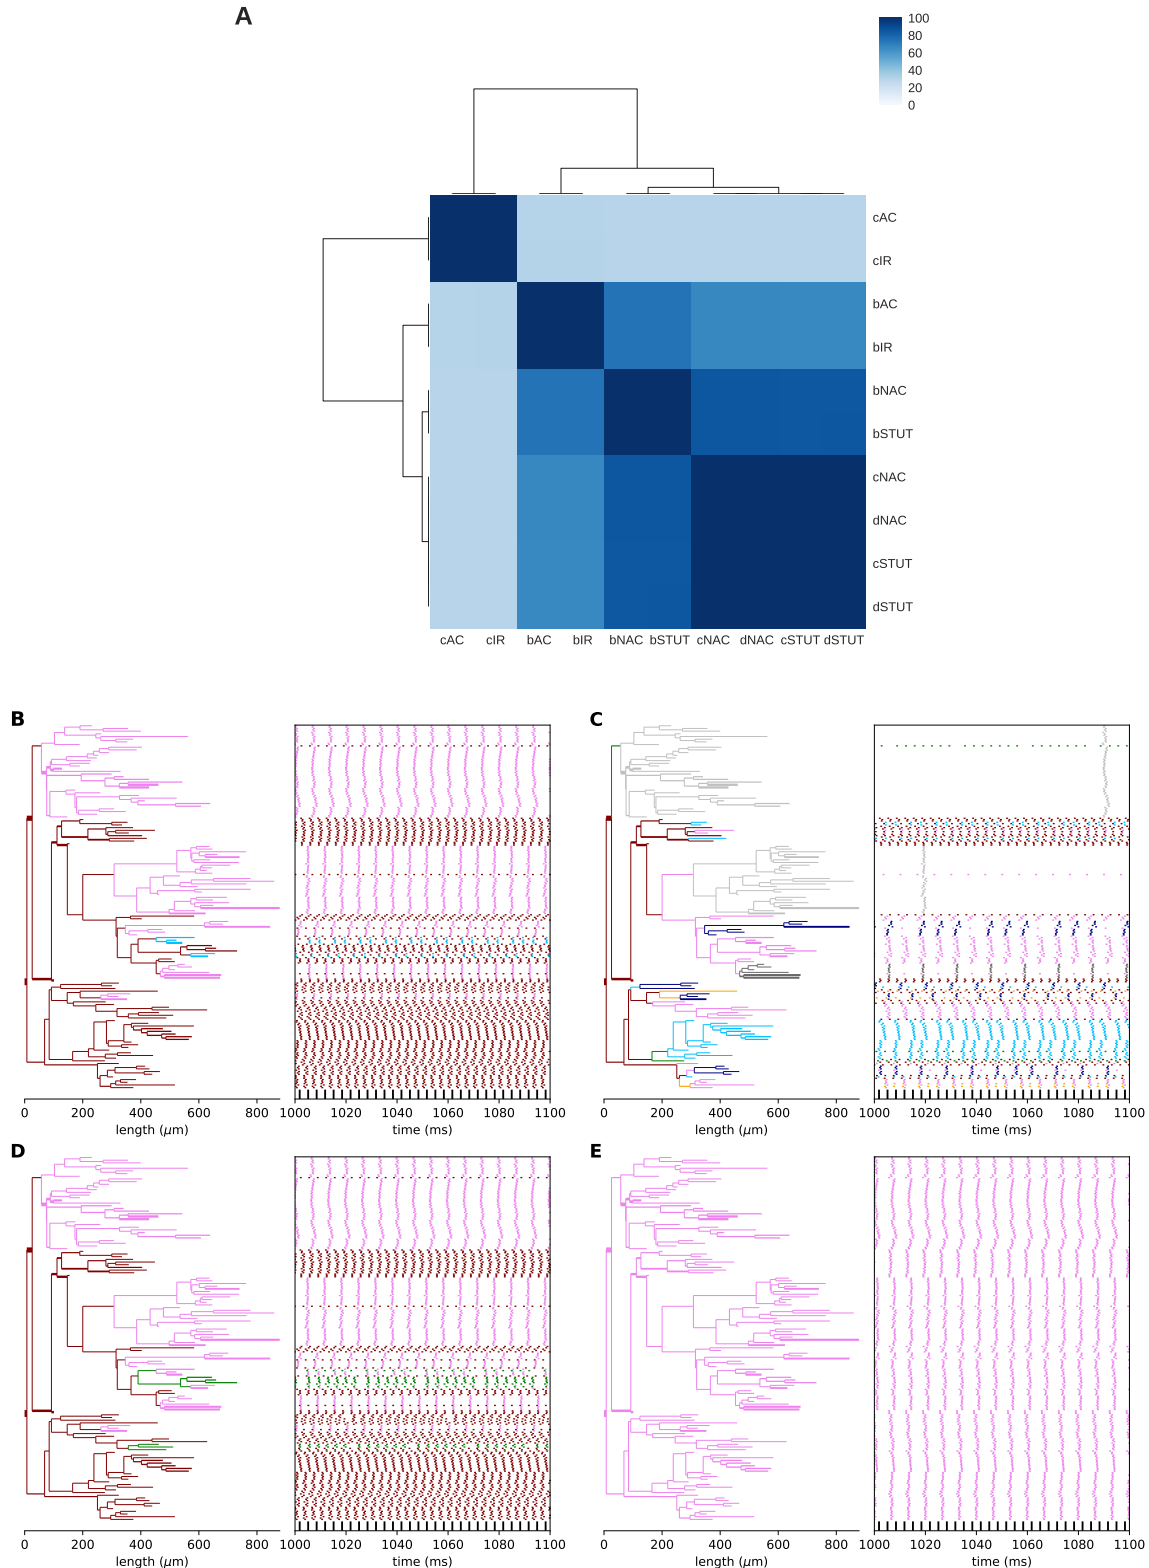 A
100
80
60
40
20
0
cAC
cIR
bAC
bIR
bNAC
bSTUT
cNAC
dNAC
cSTUT
dSTUT
cAC cIR bAC bIR bNAC bSTUT cNAC dNAC cSTUT dSTUT
B
C
0 200 400 600 800
length (μm)
1000 1020 1040 1060 1080 1100
time (ms)
0 200 400 600 800
length (μm)
1000 1020 1040 1060 1080 1100
time (ms)
D
E
0 200 400 600 800
length (μm)
1000 1020 1040 1060 1080 1100
time (ms)
0 200 400 600 800
length (μm)
1000 1020 1040 1060 1080 1100
time (ms)